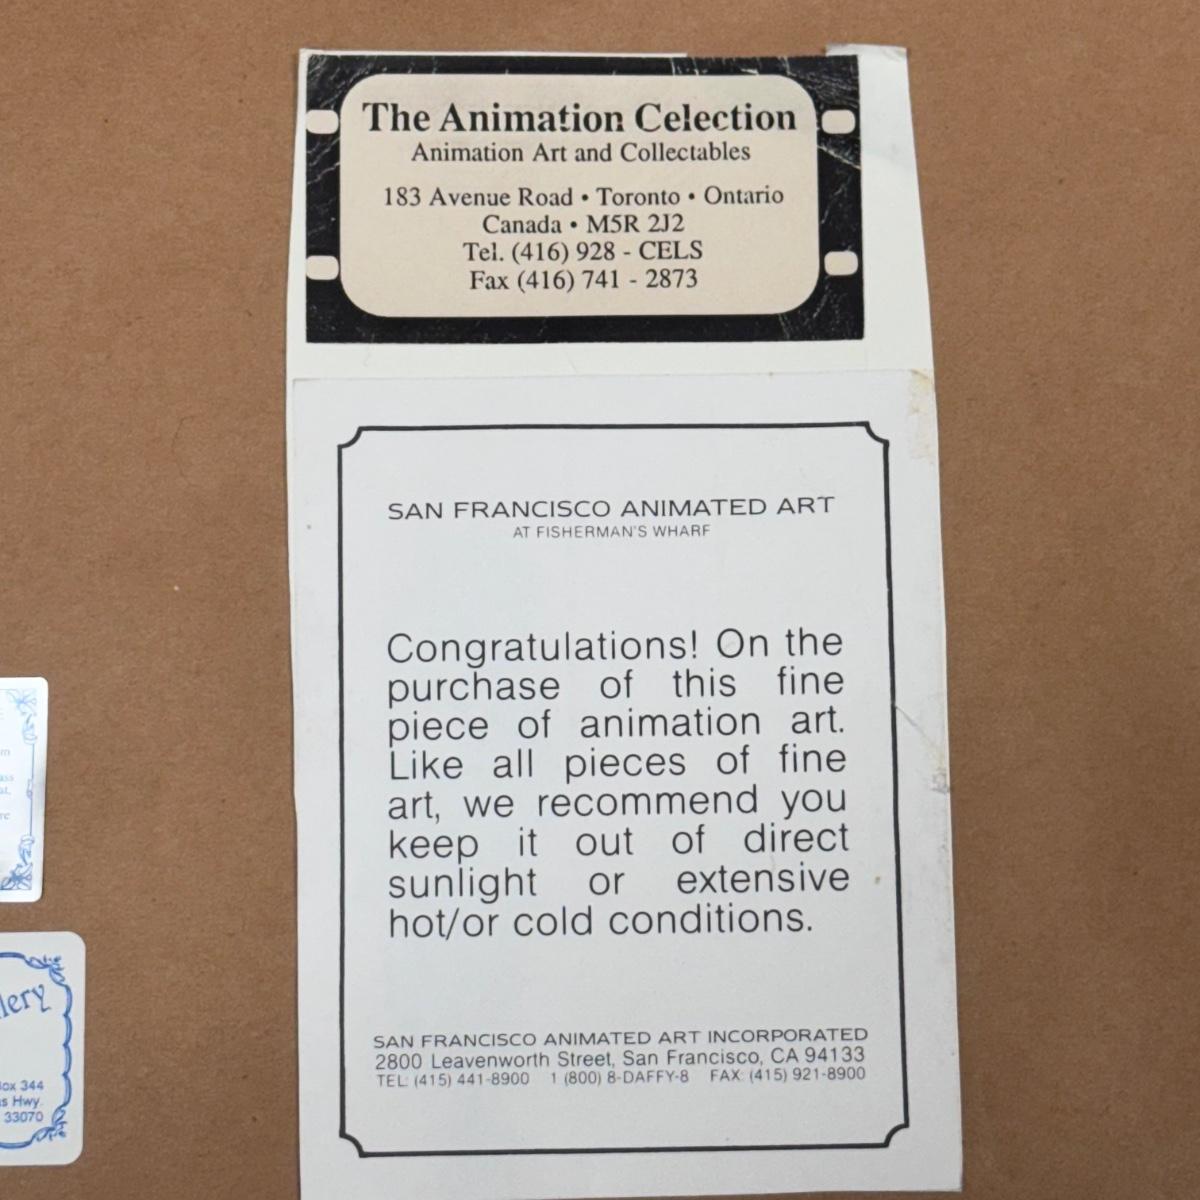 The Animation Celection
Animation Art and Collectables
183 Avenue Road • Toronto • Ontario
Canada • M5R 2J2
Tel. (416) 928 - CELS
Fax (416) 741 - 2873
SAN FRANCISCO ANIMATED ART
AT FISHERMAN'S WHARF
Congratulations! On the
purchase of this fine
piece of animation art.
Like all pieces of fine
art, we recommend you
keep it out of direct
sunlight or extensive
hot/or cold conditions.
SAN FRANCISCO ANIMATED ART INCORPORATED
2800 Leavenworth Street, San Francisco, CA 94133
TEL: (415) 441-8900 1 (800) 8-DAFFY-8 FAX: (415) 921-8900
344
Hwy.
33070